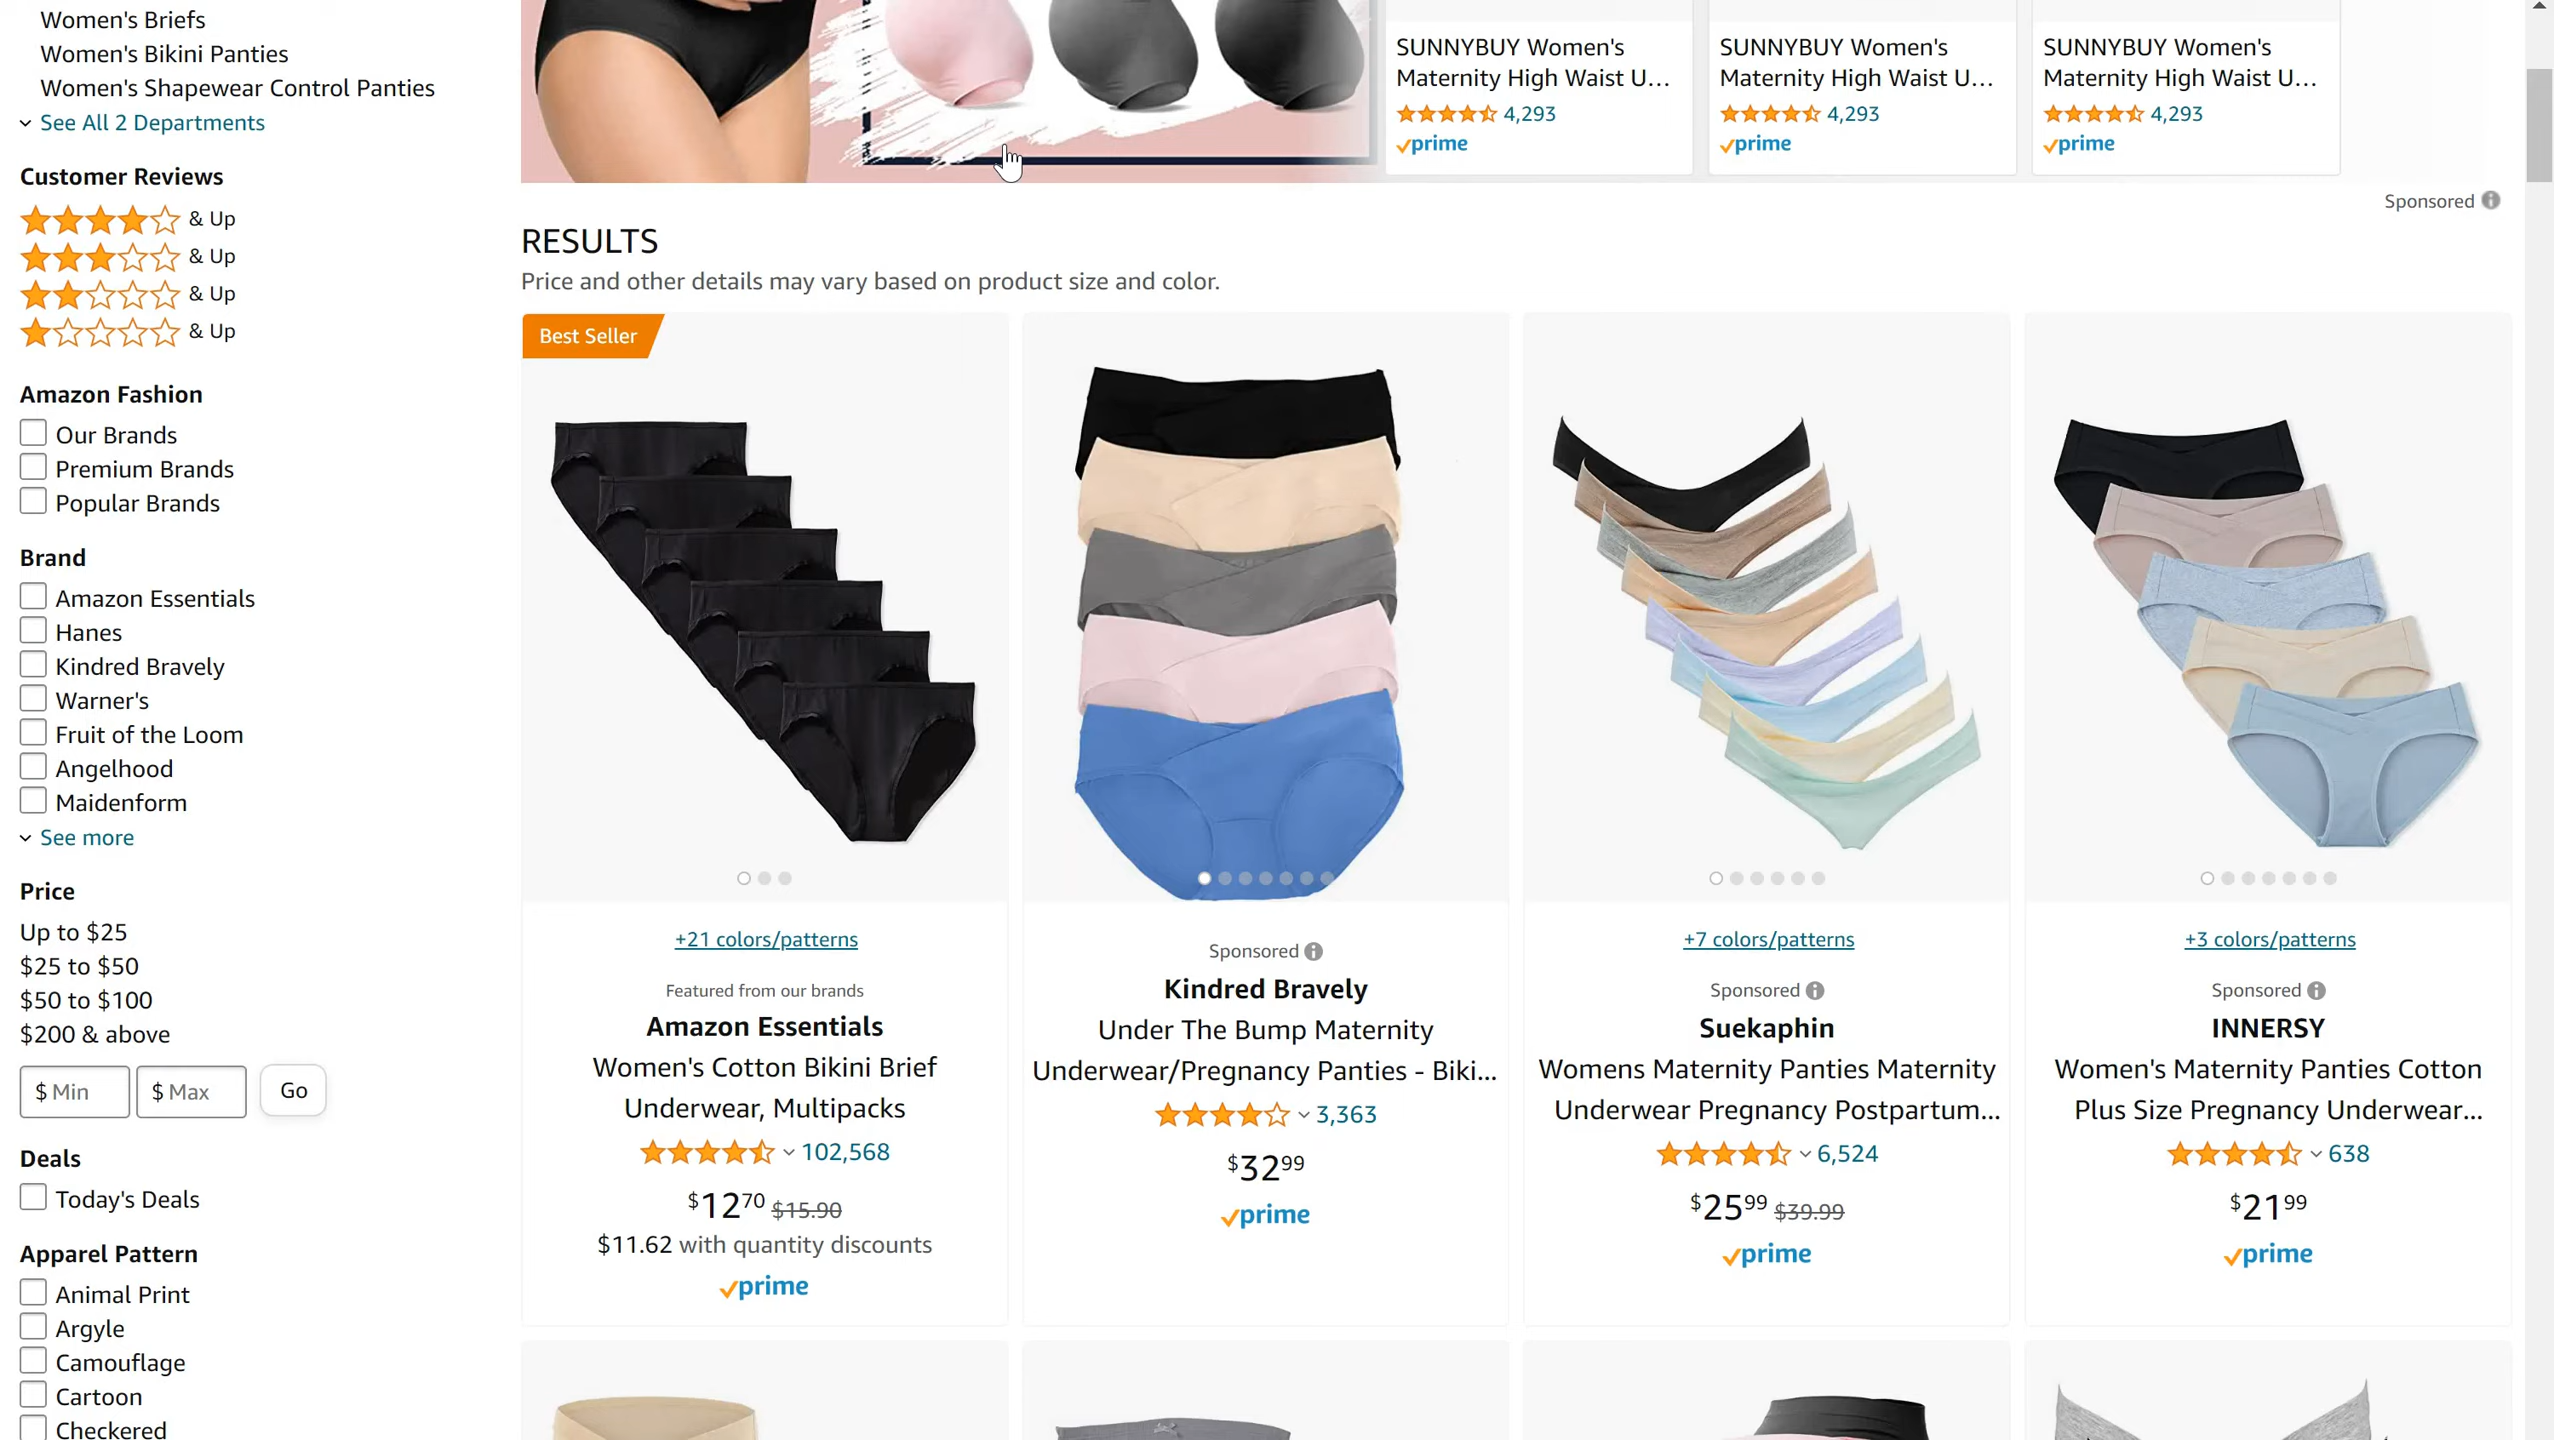 Women's Briefs
Women's Bikini Panties
Women's Shapewear Control Panties
See All 2 Departments
Customer Reviews
& Up
& Up
& Up
& Up
Amazon Fashion
Our Brands
Premium Brands
Popular Brands
Brand
Amazon Essentials
Hanes
Kindred Bravely
Warner's
Fruit of the Loom
Angelhood
Maidenform
See more
Price
Up to $25
$25 to $50
$50 to $100
$200 & above
$ Min $ Max Go
Deals
Today's Deals
Apparel Pattern
Animal Print
Argyle
Camouflage
Cartoon
Checkered
SUNNYBUY Women's
Maternity High Waist U...
4,293
prime
SUNNYBUY Women's
Maternity High Waist U...
4,293
prime
SUNNYBUY Women's
Maternity High Waist U...
4,293
prime
Sponsored
RESULTS
Price and other details may vary based on product size and color.
Best Seller
+21 colors/patterns
Featured from our brands
Amazon Essentials
Women's Cotton Bikini Brief
Underwear, Multipacks
102,568
$12.70 $15.90
$11.62 with quantity discounts
prime
Sponsored
Kindred Bravely
Under The Bump Maternity
Underwear/Pregnancy Panties - Biki...
3,363
$32.99
prime
+7 colors/patterns
Sponsored
Suekaphin
Womens Maternity Panties Maternity
Underwear Pregnancy Postpartum...
6,524
$25.99 $39.99
prime
+3 colors/patterns
Sponsored
INNERSY
Women's Maternity Panties Cotton
Plus Size Pregnancy Underwear...
638
$21.99
prime